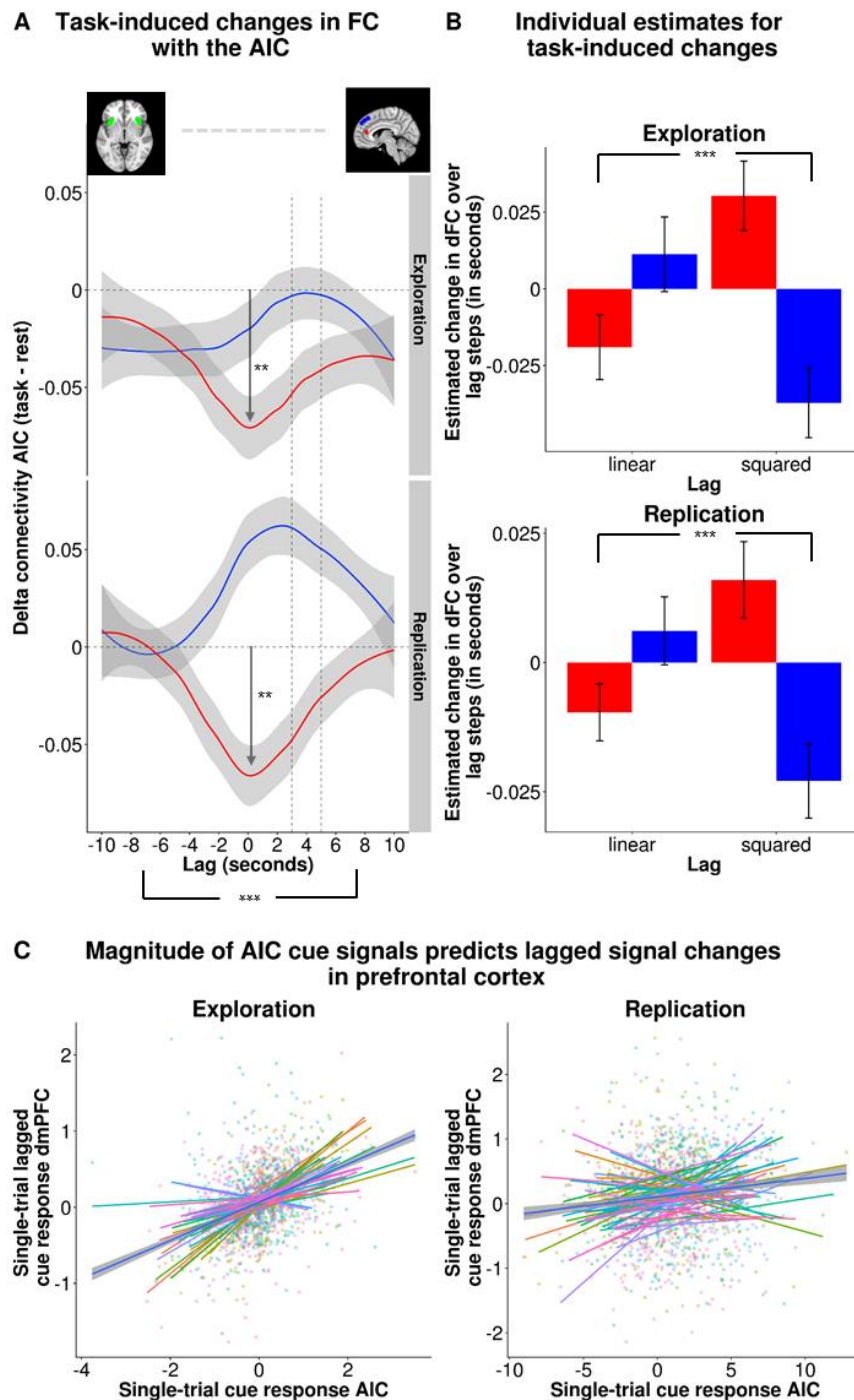 A Task-induced changes in FC
with the AIC
B Individual estimates for
task-induced changes
Delta connectivity AIC (task - rest)
0.05
0
-0.05
**
Exploration
0.05
0
-0.05
**
Replication
-10 -8 -6 -4 -2 0 2 4 6 8 10
Lag (seconds)
***
Exploration
***
Estimated change in dFC over
lag steps (in seconds)
0.025
0
-0.025
linear squared
Lag
Replication
***
Estimated change in dFC over
lag steps (in seconds)
0.025
0
-0.025
linear squared
Lag
C Magnitude of AIC cue signals predicts lagged signal changes
in prefrontal cortex
Exploration
Single-trial lagged
cue response dmPFC
2
1
0
-1
-4 -2 0 2
Single-trial cue response AIC
Replication
Single-trial lagged
cue response dmPFC
2
1
0
-1
-2
-10 -5 0 5 10
Single-trial cue response AIC